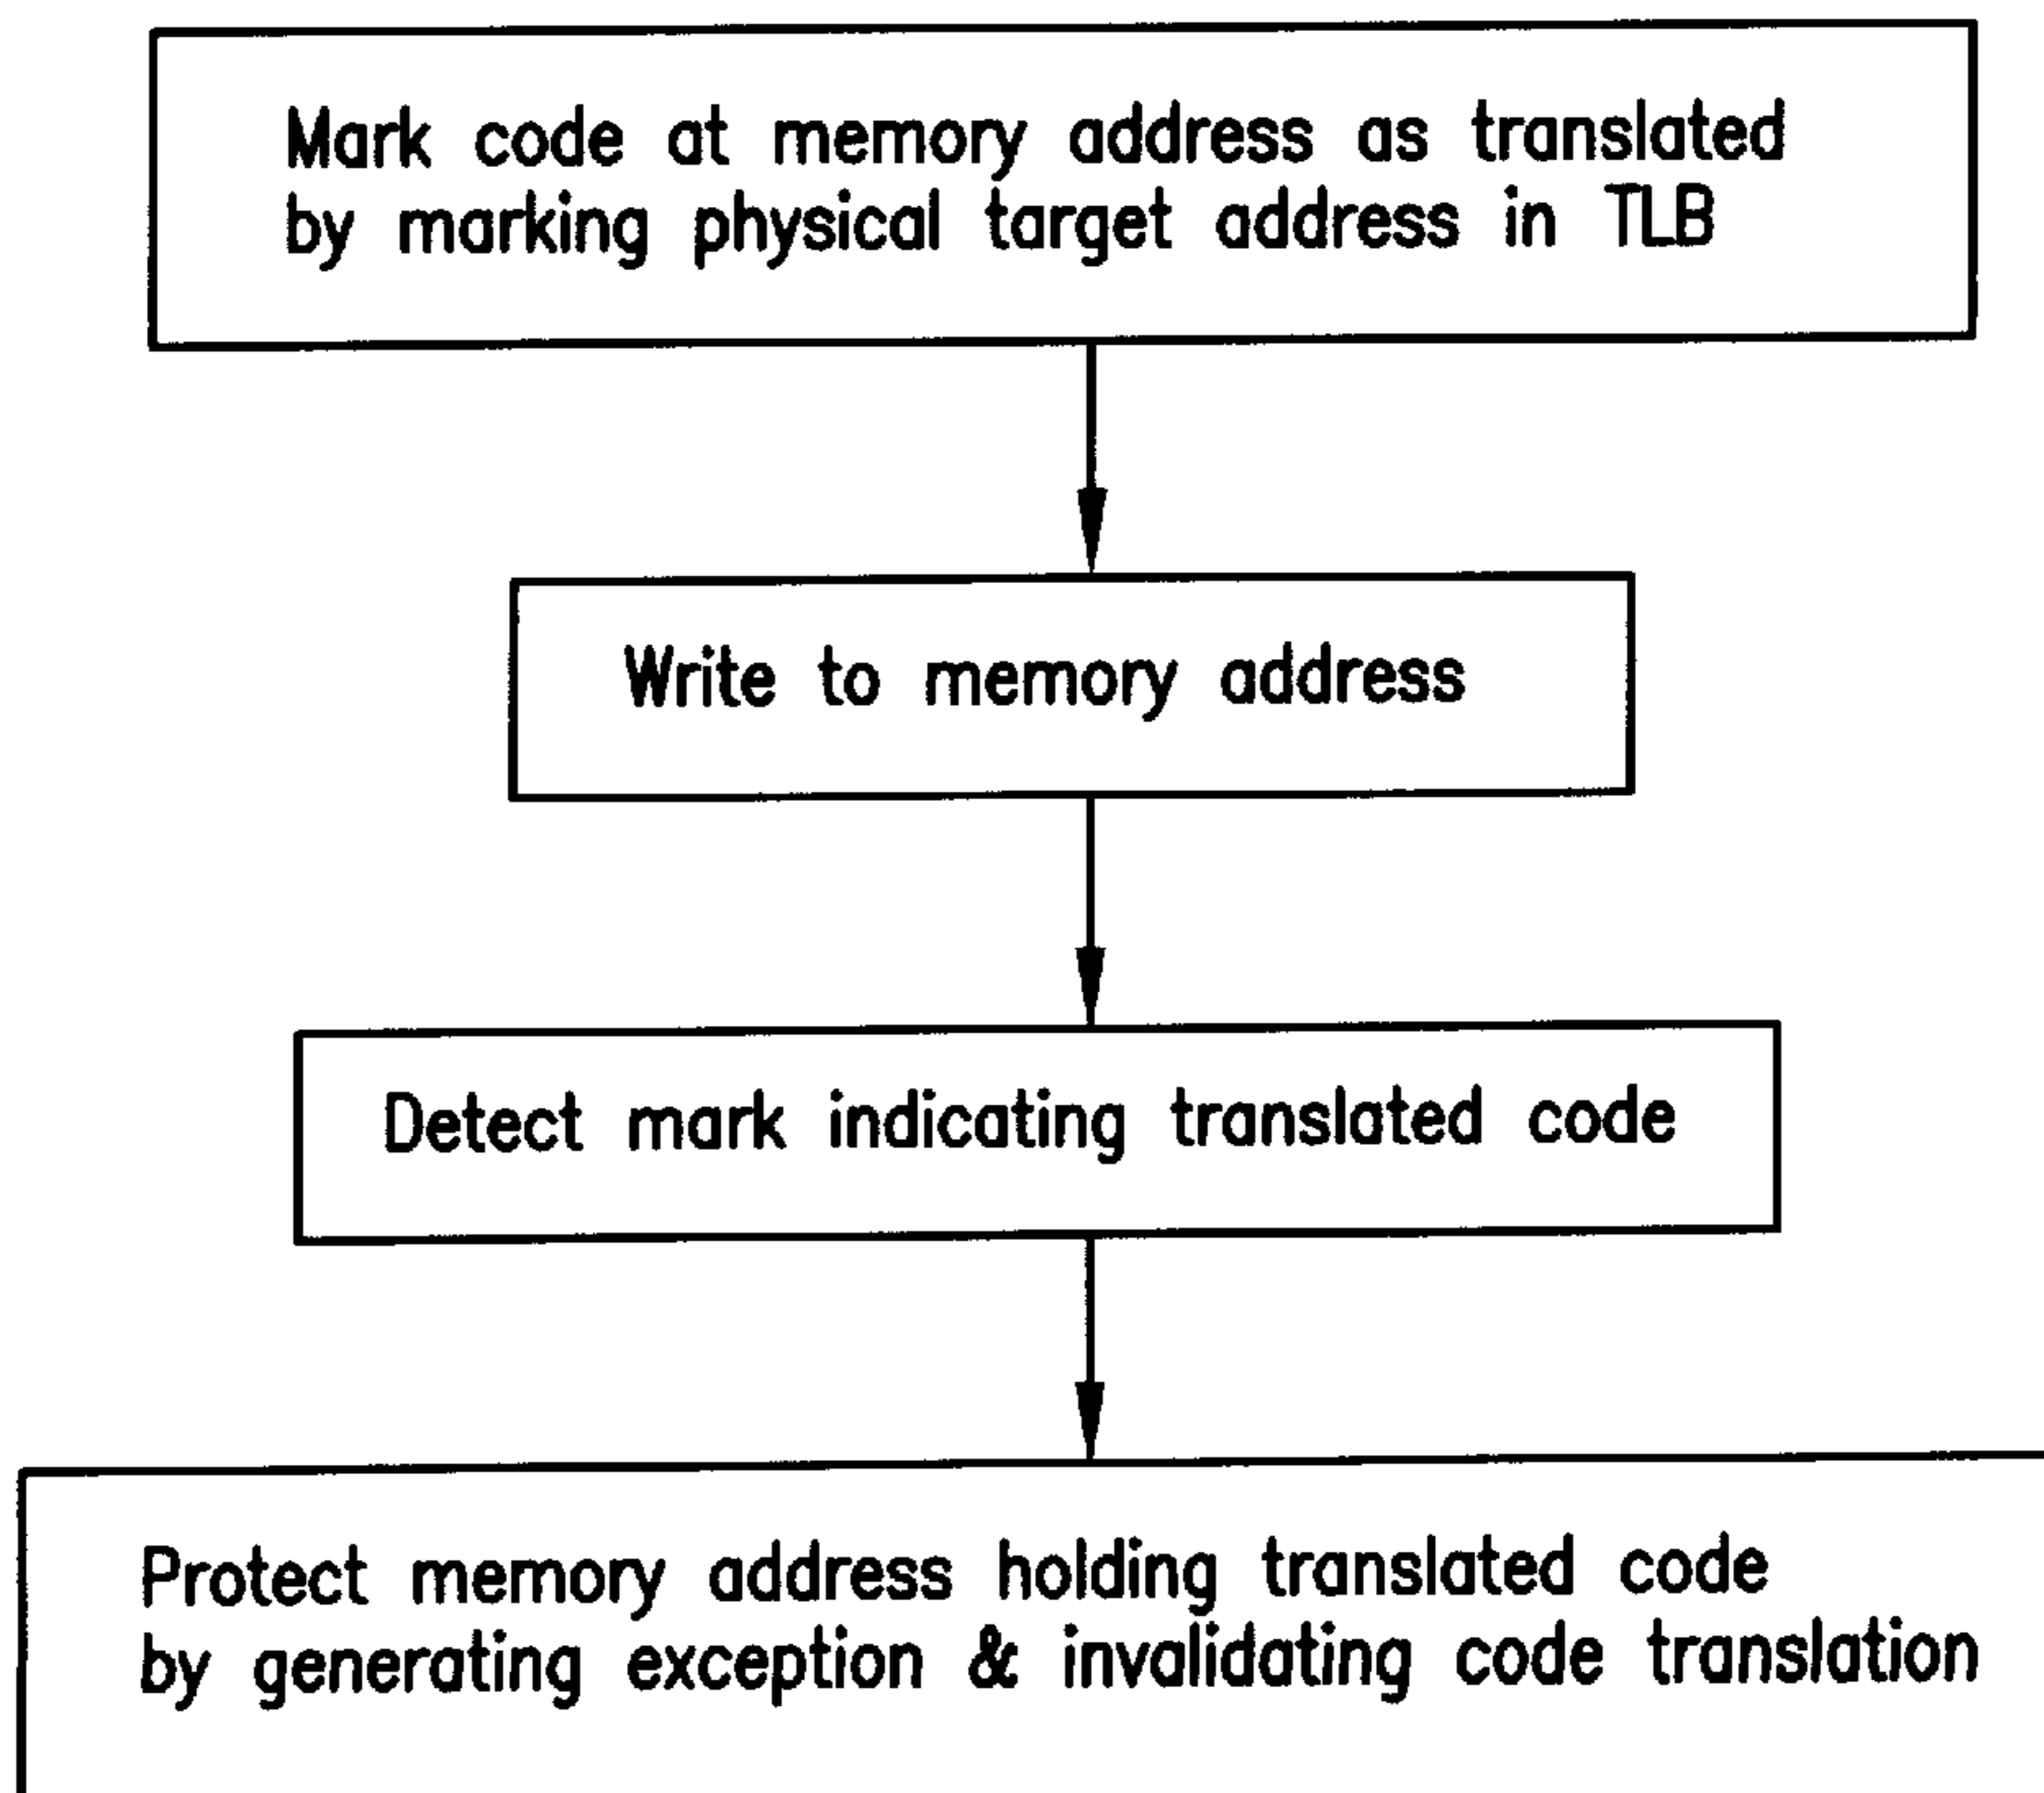 Mark code at memory address as translated
by marking physical target address in TLB
Write to memory address
Detect mark indicating translated code
Protect memory address holding translated code
by generating exception & invalidating code translation